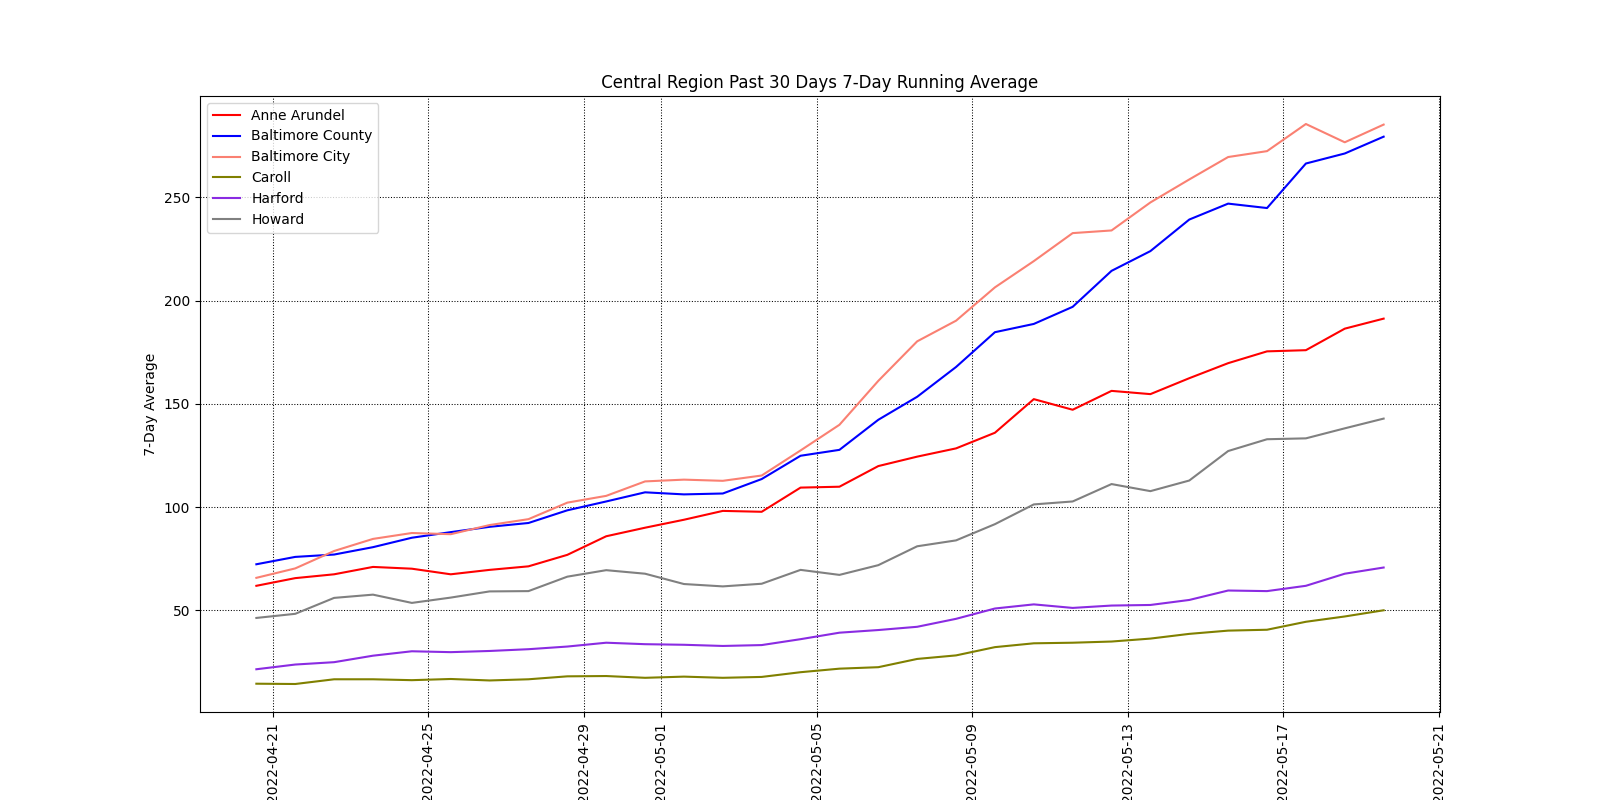 Central Region Past 30 Days 7-Day Running Average
Anne Arundel
Baltimore County
Baltimore City
Caroll
Harford
Howard
250
200
150
100
50
7-Day Average
2022-04-21
2022-04-25
2022-04-29
2022-05-01
2022-05-05
2022-05-09
2022-05-13
2022-05-17
2022-05-21